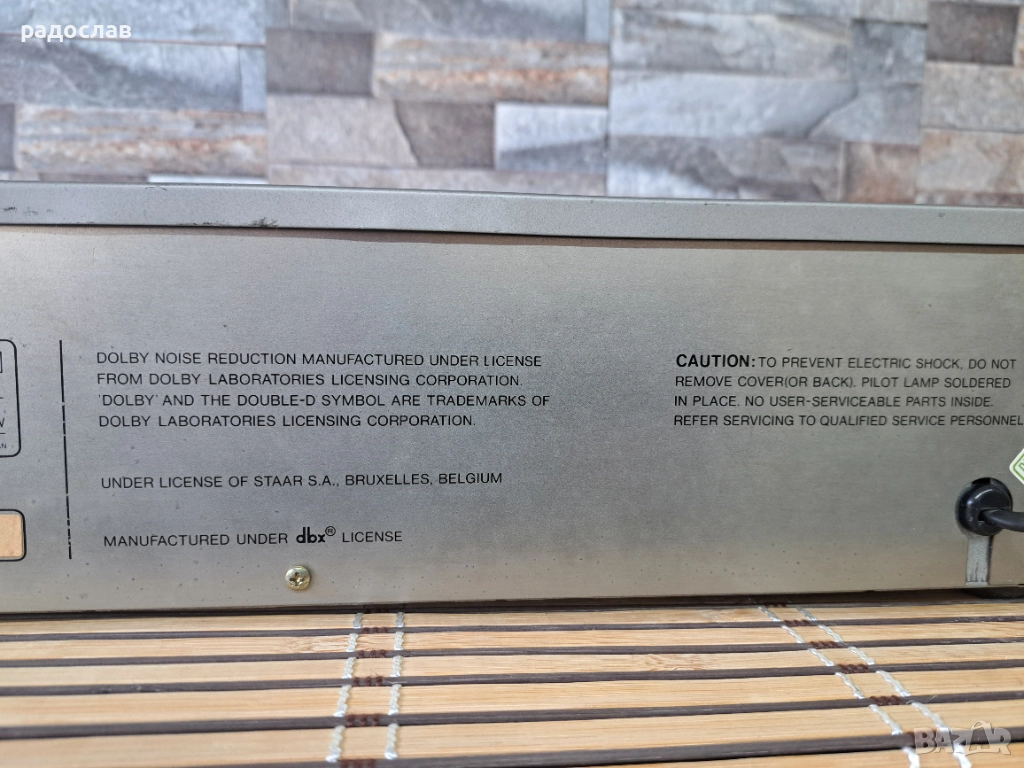 радослав
DOLBY NOISE REDUCTION MANUFACTURED UNDER LICENSE
FROM DOLBY LABORATORIES LICENSING CORPORATION.
'DOLBY' AND THE DOUBLE-D SYMBOL ARE TRADEMARKS OF
DOLBY LABORATORIES LICENSING CORPORATION.
UNDER LICENSE OF STAAR S.A., BRUXELLES, BELGIUM
MANUFACTURED UNDER dbx® LICENSE
CAUTION: TO PREVENT ELECTRIC SHOCK, DO NOT
REMOVE COVER(OR BACK). PILOT LAMP SOLDERED
IN PLACE. NO USER-SERVICEABLE PARTS INSIDE.
REFER SERVICING TO QUALIFIED SERVICE PERSONNEL
BAZAR